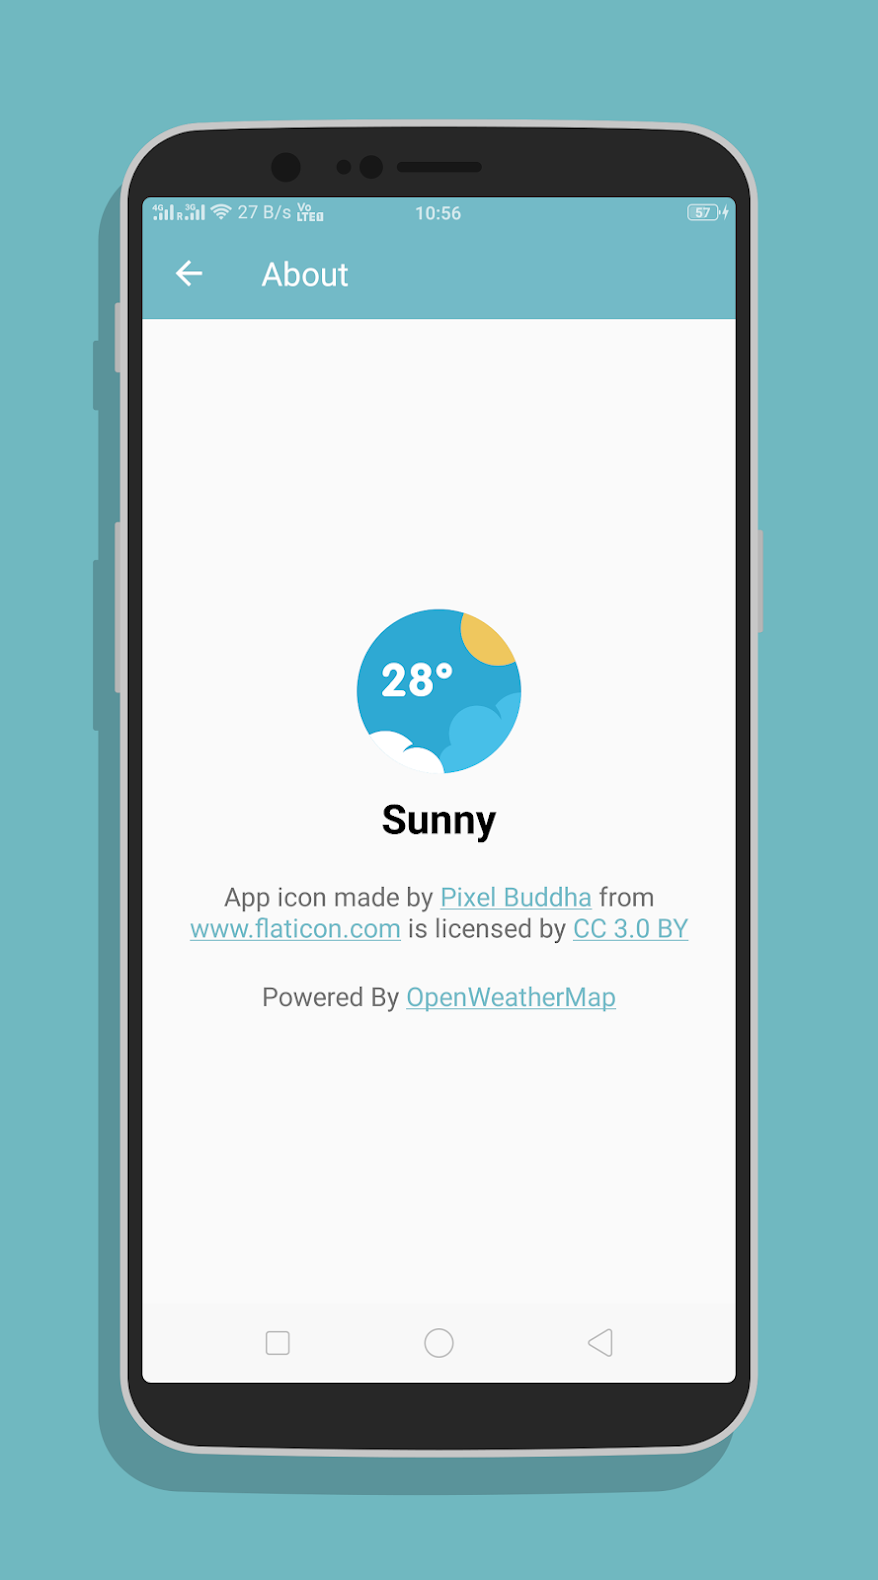 4G R 3G 27 B/s Vo LTE 10:56 57
About
28°
Sunny
App icon made by Pixel Buddha from
www.flaticon.com is licensed by CC 3.0 BY
Powered By OpenWeatherMap